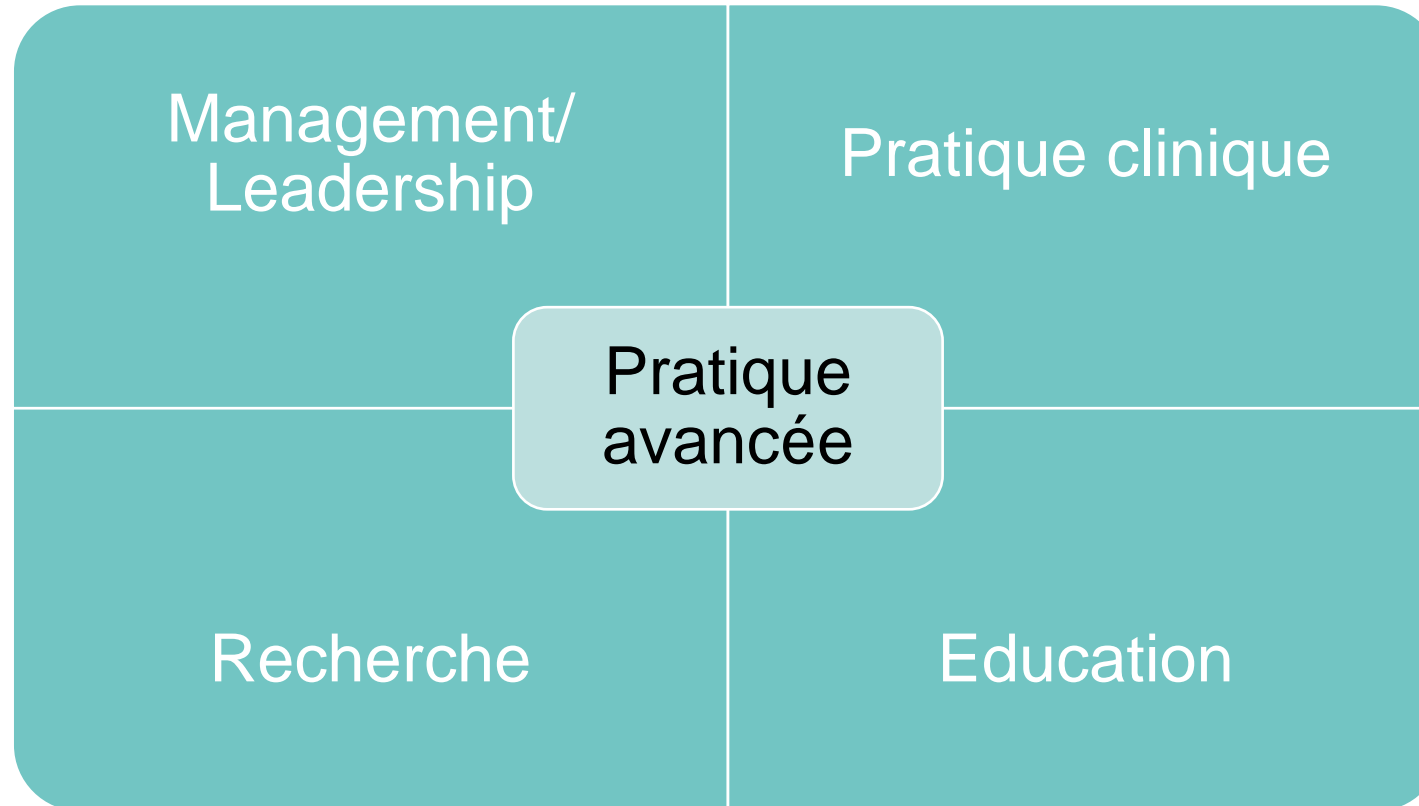 Management/
Leadership
Pratique clinique
Pratique
avancée
Recherche
Education